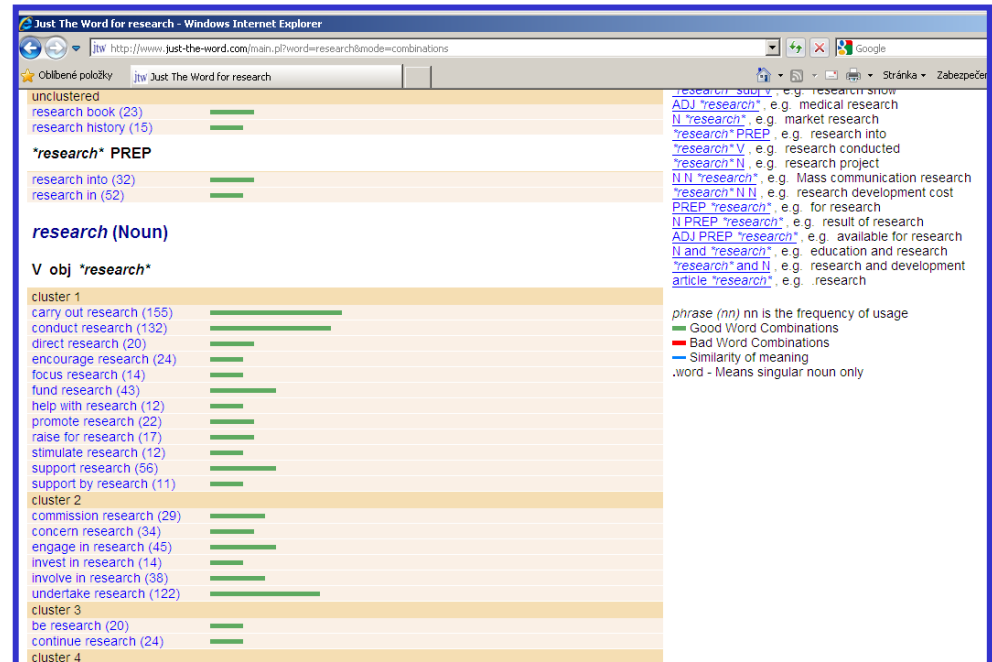 Just The Word for research - Windows Internet Explorer
jtw http://www.just-the-word.com/main.pl?word=research&mode=combinations
Google
Oblíbené položky
jtw Just The Word for research
Stránka
Zabezpečen
unclustered
research book (23)
research history (15)
*research* PREP
research into (32)
research in (52)
research (Noun)
V obj *research*
cluster 1
carry out research (155)
conduct research (132)
direct research (20)
encourage research (24)
focus research (14)
fund research (43)
help with research (12)
promote research (22)
raise for research (17)
stimulate research (12)
support research (56)
support by research (11)
cluster 2
commission research (29)
concern research (34)
engage in research (45)
invest in research (14)
involve in research (38)
undertake research (122)
cluster 3
be research (20)
continue research (24)
cluster 4
*research* subj V , e.g. research show
ADJ *research* , e.g. medical research
N *research* , e.g. market research
*research* PREP , e.g. research into
*research* V , e.g. research conducted
*research* N , e.g. research project
N N *research* , e.g. Mass communication research
*research* N N , e.g. research development cost
PREP *research* , e.g. for research
N PREP *research* , e.g. result of research
ADJ PREP *research* , e.g. available for research
N and *research* , e.g. education and research
*research* and N , e.g. research and development
article *research* , e.g. .research
phrase (nn) nn is the frequency of usage
Good Word Combinations
Bad Word Combinations
Similarity of meaning
.word - Means singular noun only